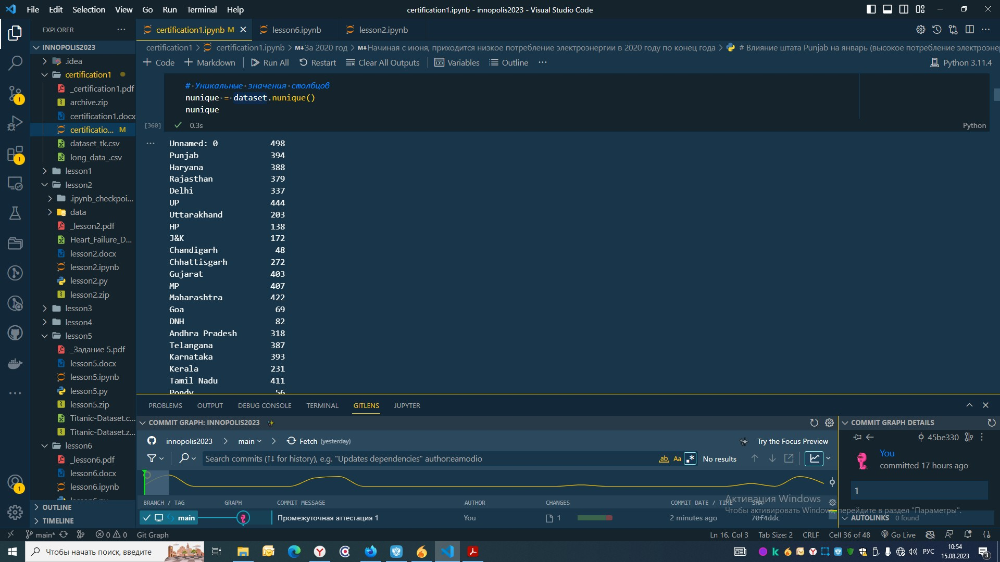 File Edit Selection View Go Run Terminal Help
certification1.ipynb - innopolis2023 - Visual Studio Code
EXPLORER
certification1.ipynb M
lesson6.ipynb
lesson2.ipynb
INNOPOLIS2023
certification1 > certification1.ipynb > За 2020 год > Начиная с июня, приходится низкое потребление электроэнергии в 2020 году по конец года > # Влияние штата Punjab на январь (высокое потребление электроэнер
Code Markdown Run All Restart Clear All Outputs Variables Outline
Python 3.11.4
.idea
certification1
_certification1.pdf
archive.zip
certification1.docx
certificatio... M
dataset_tk.csv
long_data_.csv
lesson1
lesson2
.ipynb_checkpoi...
data
_lesson2.pdf
Heart_Failure_D...
lesson2.docx
lesson2.ipynb
lesson2.py
lesson2.zip
lesson3
lesson4
lesson5
_Задание 5.pdf
lesson5.docx
lesson5.ipynb
lesson5.py
lesson5.zip
Titanic-Dataset.c...
Titanic-Dataset.z...
lesson6
_lesson6.pdf
lesson6.docx
lesson6.ipynb
OUTLINE
TIMELINE
# Уникальные значения столбцов
nunique = dataset.nunique()
nunique
[360] 0.3s
Python
Unnamed: 0 498
Punjab 394
Haryana 388
Rajasthan 379
Delhi 337
UP 444
Uttarakhand 203
HP 138
J&K 172
Chandigarh 48
Chhattisgarh 272
Gujarat 403
MP 407
Maharashtra 422
Goa 69
DNH 82
Andhra Pradesh 318
Telangana 387
Karnataka 393
Kerala 231
Tamil Nadu 411
Pondy 56
PROBLEMS OUTPUT DEBUG CONSOLE TERMINAL GITLENS JUPYTER
COMMIT GRAPH: INNOPOLIS2023
COMMIT GRAPH DETAILS
innopolis2023 > main > Fetch (yesterday)
Try the Focus Preview
45be330
Search commits (↑↓ for history), e.g. "Updates dependencies" author:eamodio
ab Aa .* No results
You
committed 17 hours ago
1
BRANCH / TAG GRAPH COMMIT MESSAGE AUTHOR CHANGES COMMIT DATE / TIME SHA
main Промежуточная аттестация 1 You 1 2 minutes ago 70f4ddc
Активация Windows
Чтобы активировать Windows, перейдите в раздел "Параметры".
AUTOLINKS 0 found
main* 0 0 Git Graph
Ln 16, Col 3 Tab Size: 2 CRLF Cell 36 of 48 Go Live
1
1
1
Чтобы начать поиск, введите
РУС
10:54
15.08.2023
3